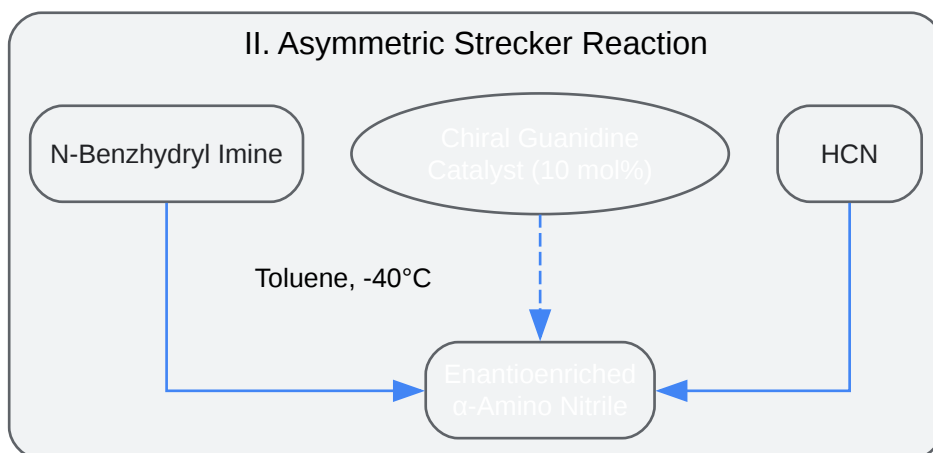 II. Asymmetric Strecker Reaction
N-Benzhydryl Imine
Chiral Guanidine
Catalyst (10 mol%)
HCN
Toluene, -40°C
Enantioenriched
α-Amino Nitrile